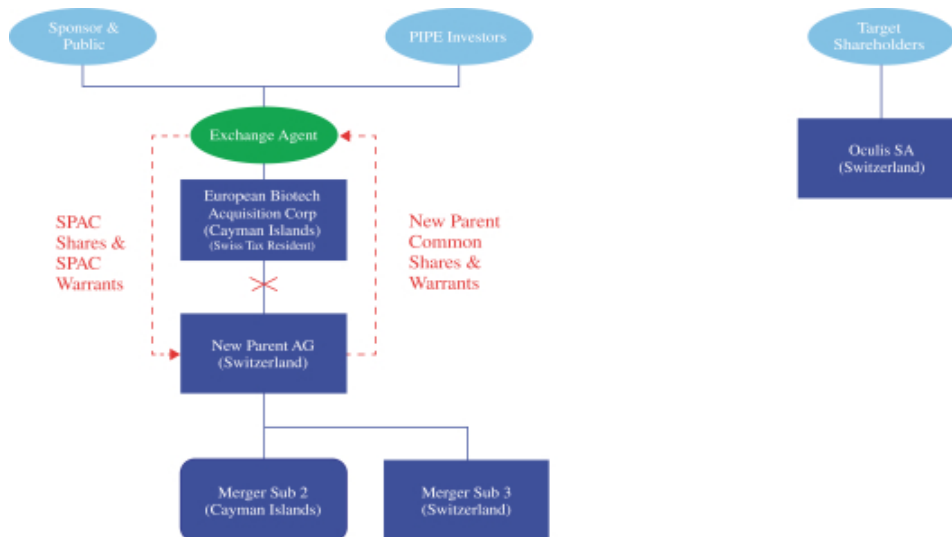 Sponsor &
Public
PIPE Investors
Target
Shareholders
Exchange Agent
Oculis SA
(Switzerland)
European Biotech
Acquisition Corp
(Cayman Islands)
(Swiss Tax Resident)
SPAC
Shares &
SPAC
Warrants
New Parent
Common
Shares &
Warrants
New Parent AG
(Switzerland)
Merger Sub 2
(Cayman Islands)
Merger Sub 3
(Switzerland)